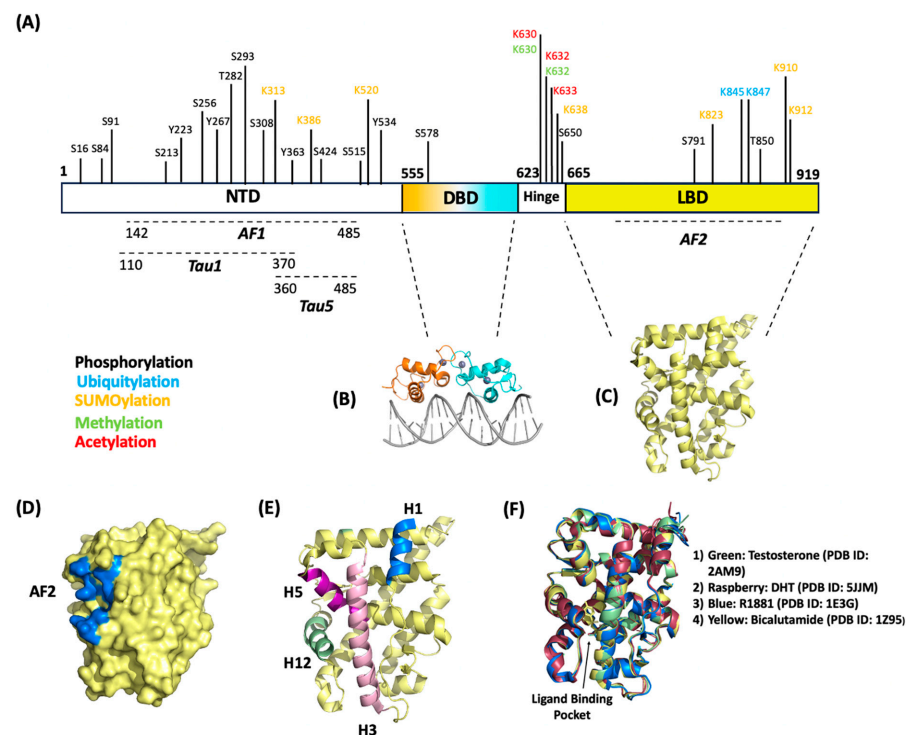 (A)
S16
S84
S91
S213
Y223
S256
Y267
T282
S293
S308
K313
Y363
K386
S424
S515
K520
Y534
S578
K630
K630
K632
K632
K633
K638
S650
S791
K823
K845
K847
T850
K910
K912
1
555
623
665
919
NTD
DBD
Hinge
LBD
142
AF1
485
110
Tau1
370
360
Tau5
485
AF2
Phosphorylation
Ubiquitylation
SUMOylation
Methylation
Acetylation
(B)
(C)
(D)
AF2
(E)
H1
H5
H12
H3
(F)
Ligand Binding
Pocket
1) Green: Testosterone (PDB ID:
2AM9)
2) Raspberry: DHT (PDB ID: 5JJM)
3) Blue: R1881 (PDB ID: 1E3G)
4) Yellow: Bicalutamide (PDB ID: 1Z95)